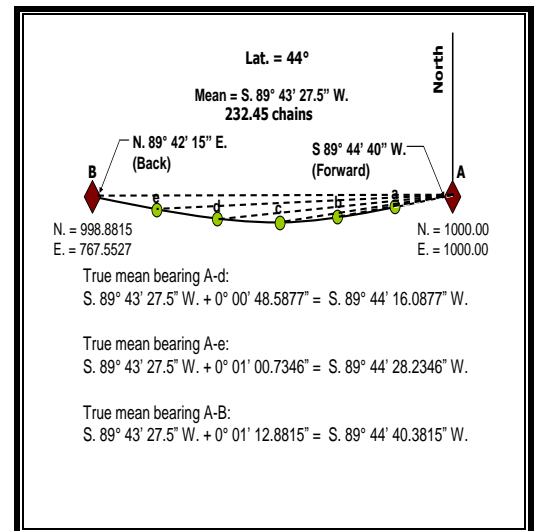 Lat. = 44°
North
Mean = S. 89° 43’ 27.5” W.
232.45 chains
N. 89° 42’ 15” E.
(Back)
S 89° 44’ 40” W.
(Forward)
B
A
e
d
c
b
a
N. = 998.8815
E. = 767.5527
N. = 1000.00
E. = 1000.00
True mean bearing A-d:
S. 89° 43’ 27.5” W. + 0° 00’ 48.5877” = S. 89° 44’ 16.0877” W.
True mean bearing A-e:
S. 89° 43’ 27.5” W. + 0° 01’ 00.7346” = S. 89° 44’ 28.2346” W.
True mean bearing A-B:
S. 89° 43’ 27.5” W. + 0° 01’ 12.8815” = S. 89° 44’ 40.3815” W.